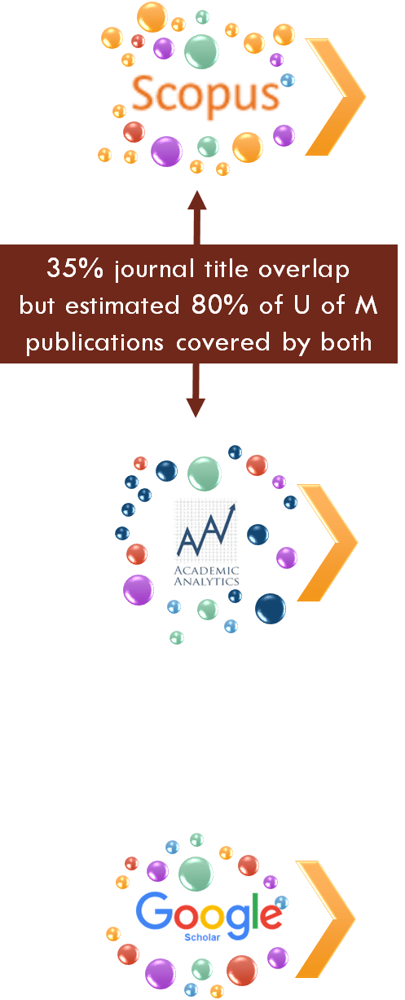 Scopus
35% journal title overlap
but estimated 80% of U of M
publications covered by both
ACADEMIC
ANALYTICS
Google
Scholar